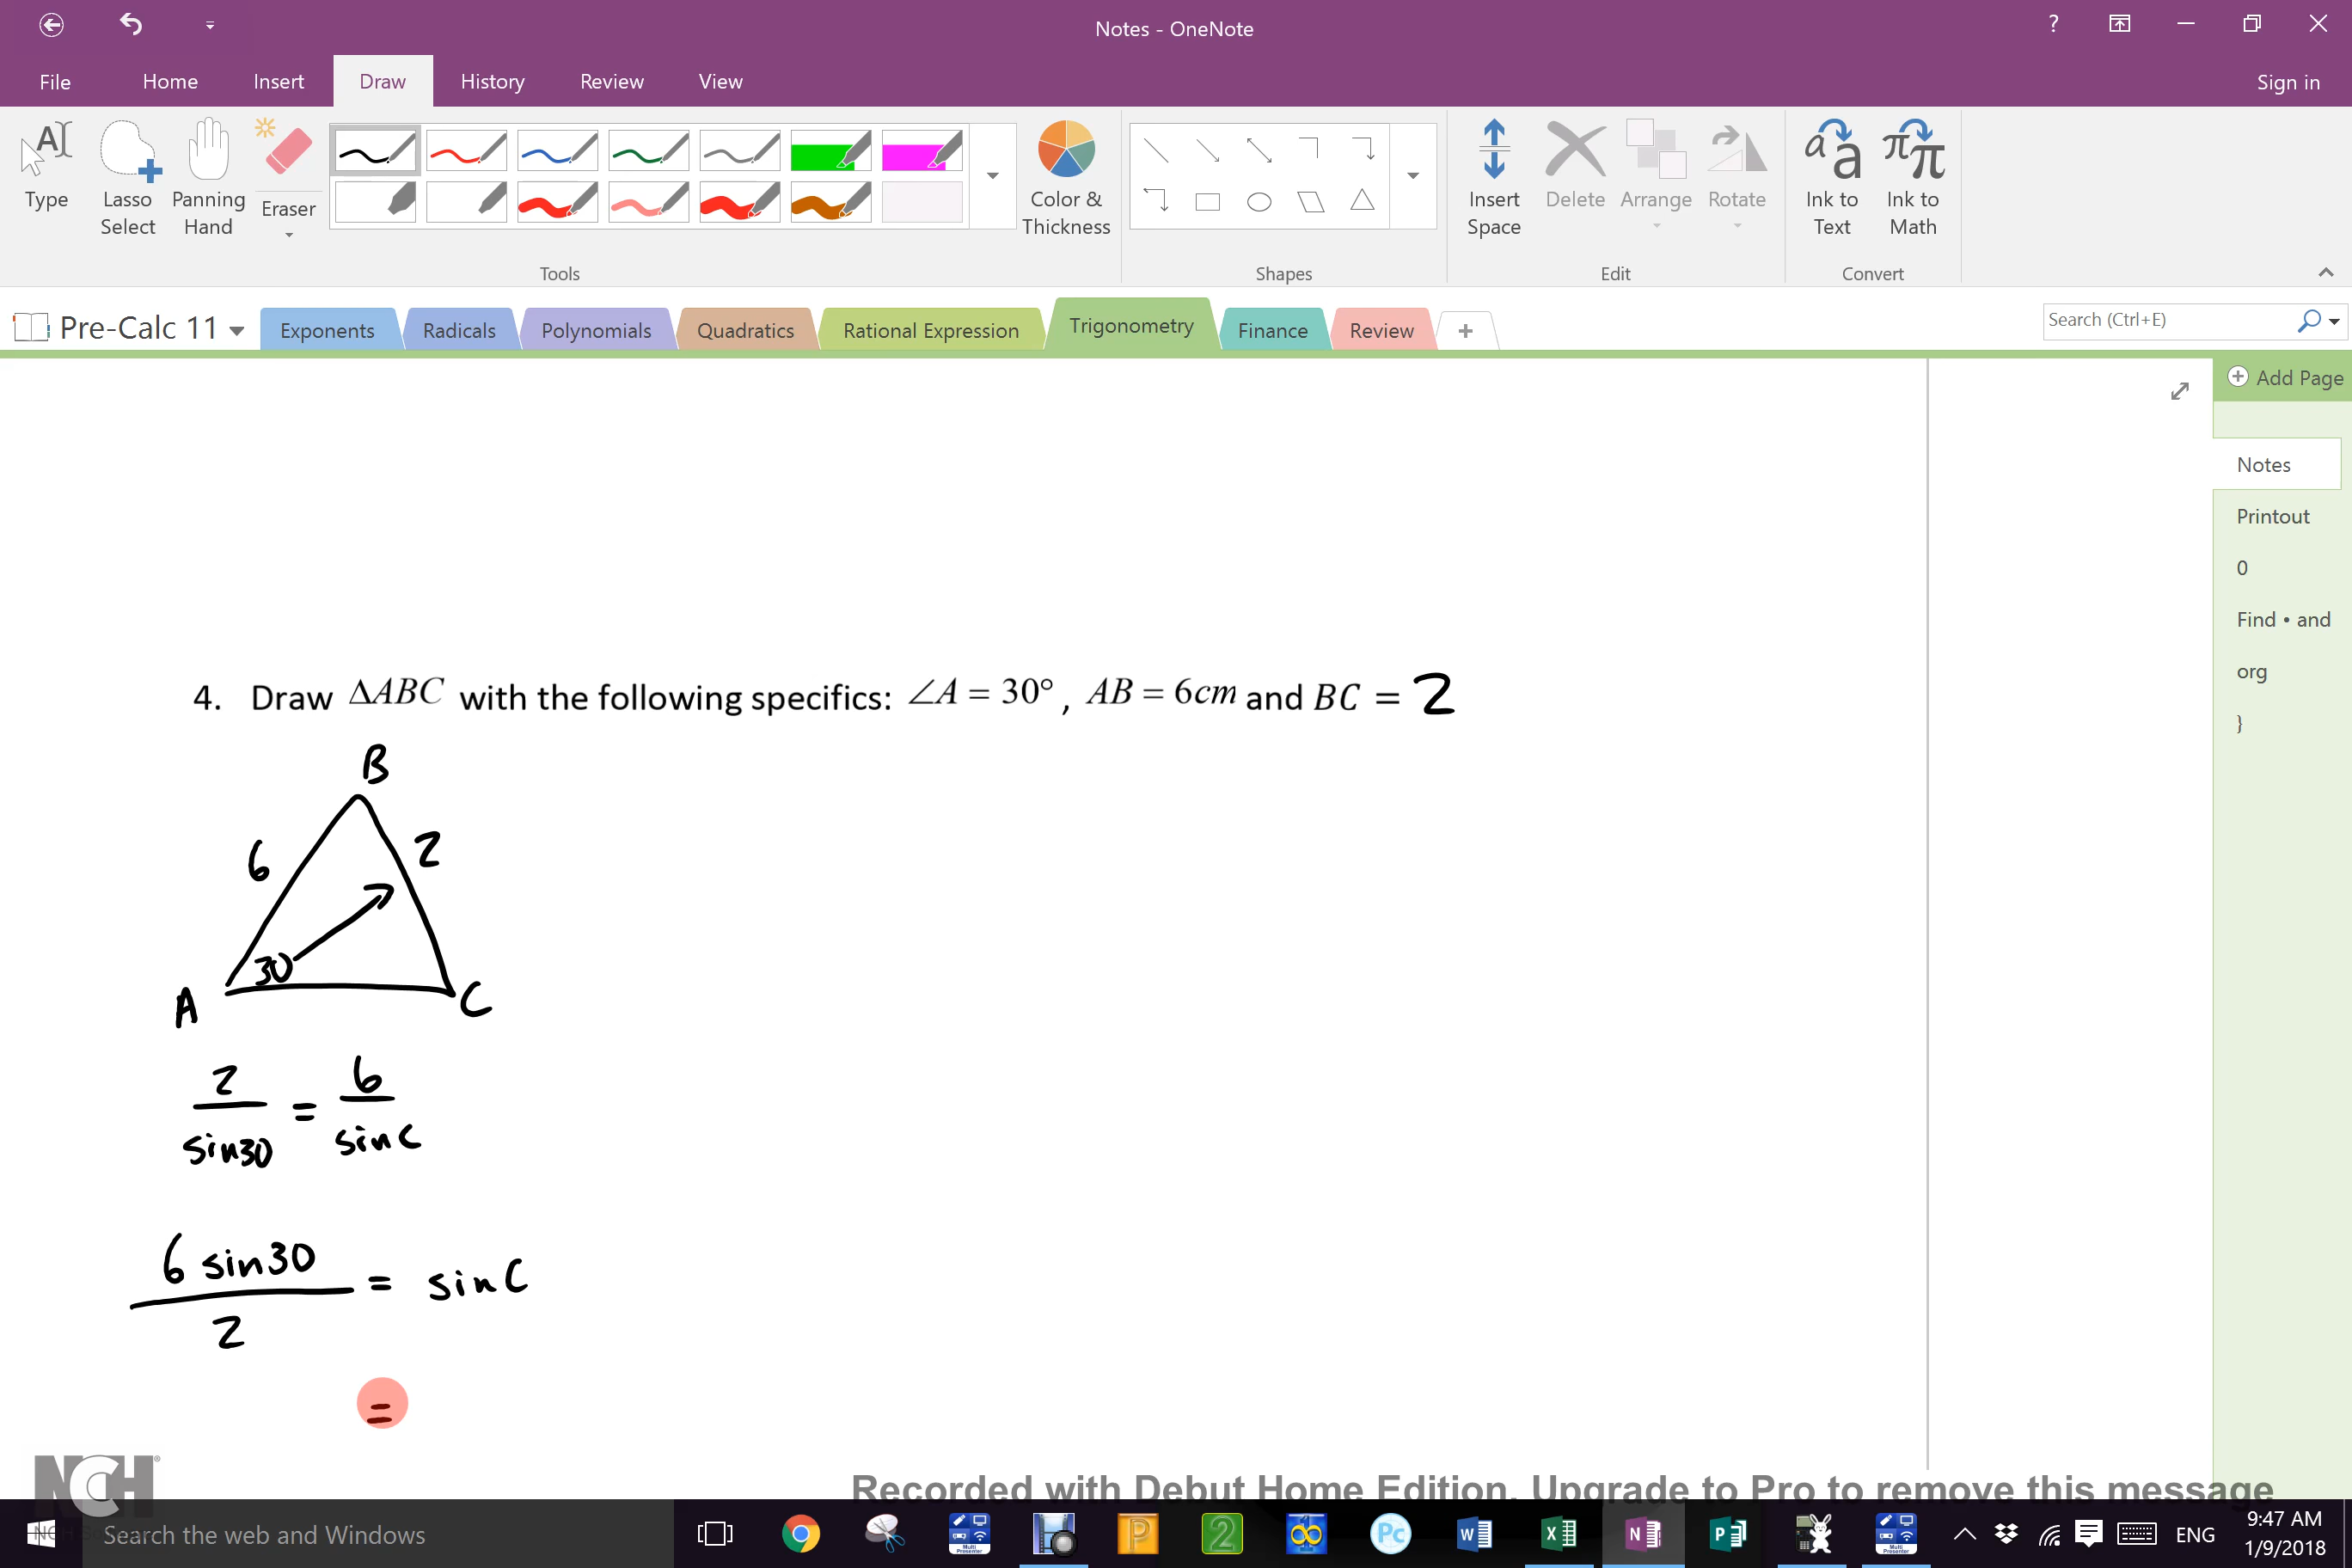 Notes - OneNote
?
File Home Insert Draw History Review View Sign in
Type
Lasso Select
Panning Hand
Eraser
Color & Thickness
Insert Space
Delete
Arrange
Rotate
Ink to Text
Ink to Math
Tools Shapes Edit Convert
Pre-Calc 11 Exponents Radicals Polynomials Quadratics Rational Expression Trigonometry Finance Review + Search (Ctrl+E)
Add Page
Notes
Printout
0
Find • and
org
}
4. Draw ΔABC with the following specifics: ∠A = 30°, AB = 6cm and BC = 2
B
6 2
30
A C
2/sin30 = 6/sinC
6 sin30/2 = sinC
=
NCH
Recorded with Debut Home Edition. Upgrade to Pro to remove this message
Search the web and Windows
ENG
9:47 AM
1/9/2018